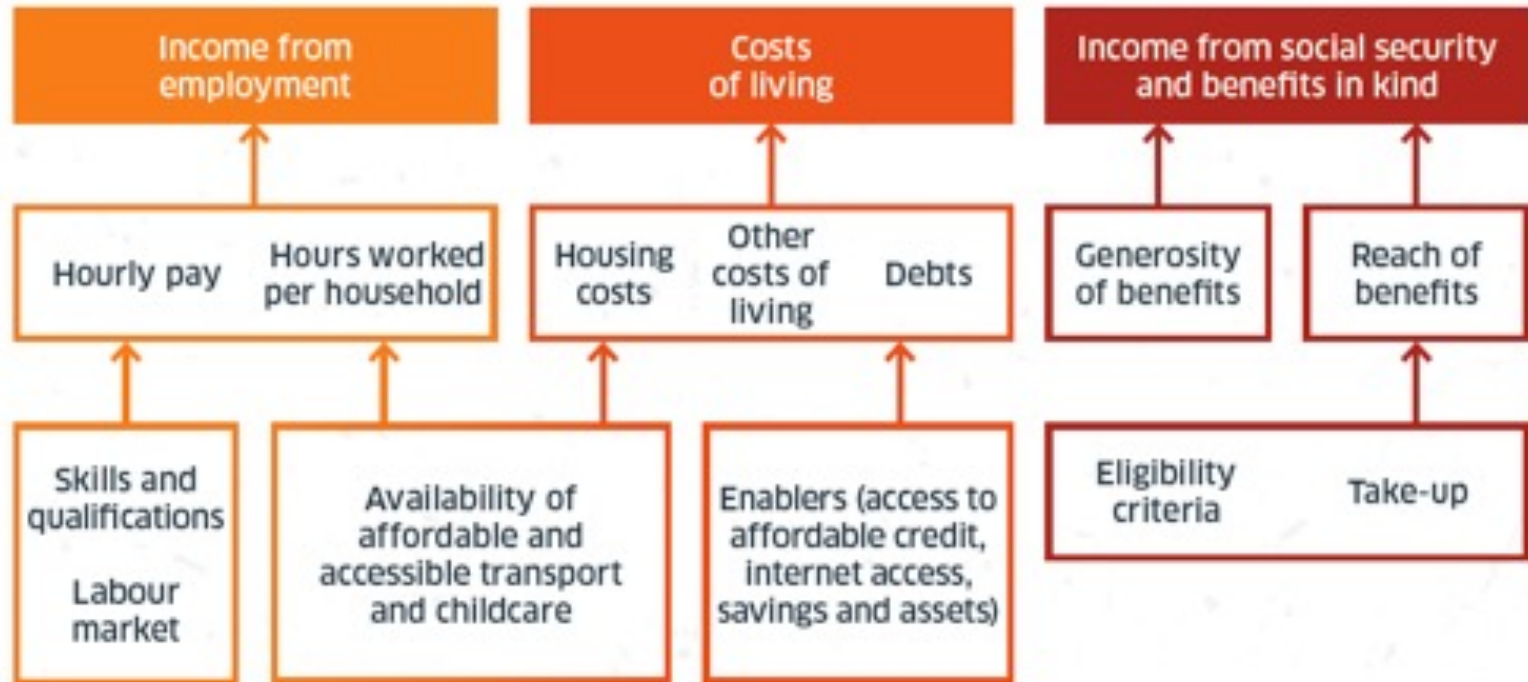 Income from
employment
Costs
of living
Income from social security
and benefits in kind
Hourly pay
Hours worked
per household
Housing
costs
Other
costs of
living
Debts
Generosity
of benefits
Reach of
benefits
Skills and
qualifications
Labour
market
Availability of
affordable and
accessible transport
and childcare
Enablers (access to
affordable credit,
internet access,
savings and assets)
Eligibility
criteria
Take-up